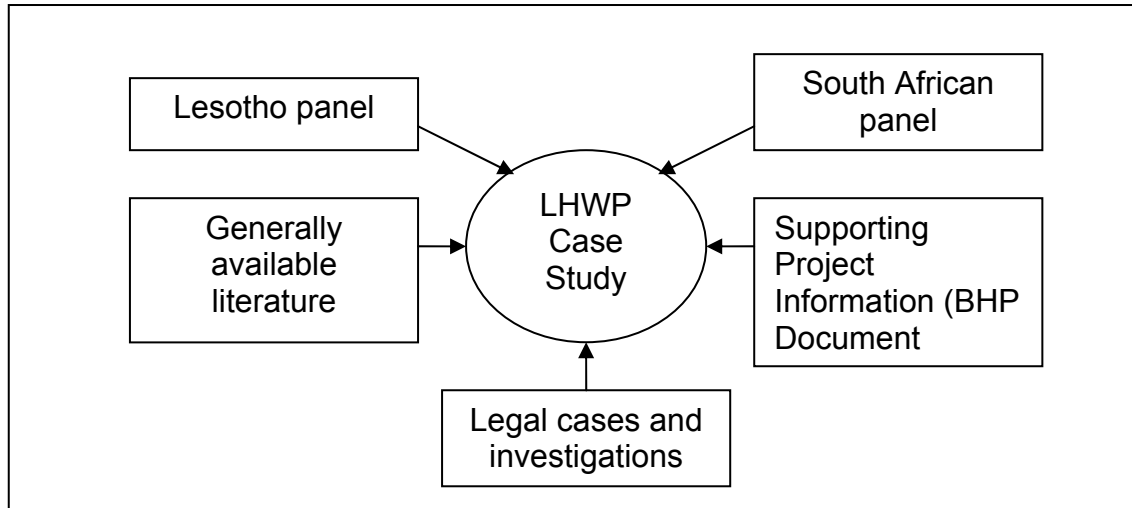 Lesotho panel
South African
panel
LHWP
Case
Study
Generally
available
literature
Supporting
Project
Information (BHP
Document
Legal cases and
investigations